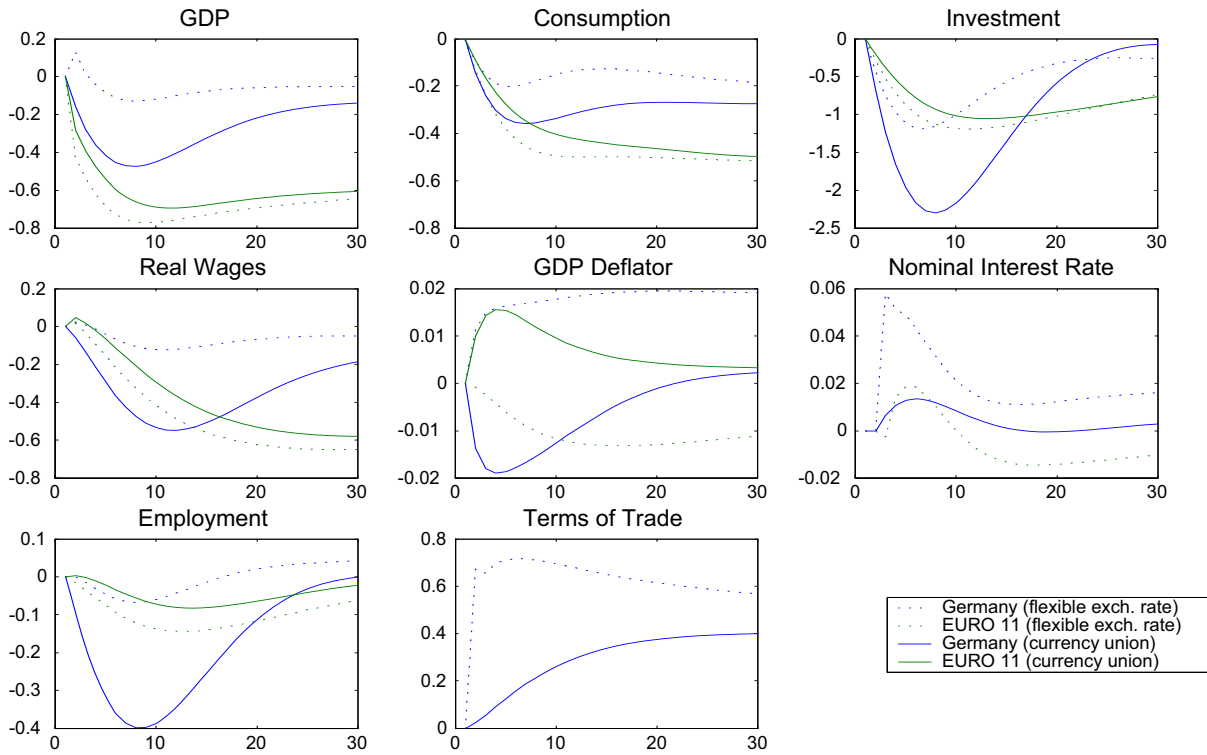 GDP
0.2
0
-0.2
-0.4
-0.6
-0.8
0 10 20 30
Consumption
0
-0.2
-0.4
-0.6
-0.8
0 10 20 30
Investment
0
-0.5
-1
-1.5
-2
-2.5
0 10 20 30
Real Wages
0.2
0
-0.2
-0.4
-0.6
-0.8
0 10 20 30
GDP Deflator
0.02
0.01
0
-0.01
-0.02
0 10 20 30
Nominal Interest Rate
0.06
0.04
0.02
0
-0.02
0 10 20 30
Employment
0.1
0
-0.1
-0.2
-0.3
-0.4
0 10 20 30
Terms of Trade
0.8
0.6
0.4
0.2
0
0 10 20 30
Germany (flexible exch. rate)
EURO 11 (flexible exch. rate)
Germany (currency union)
EURO 11 (currency union)